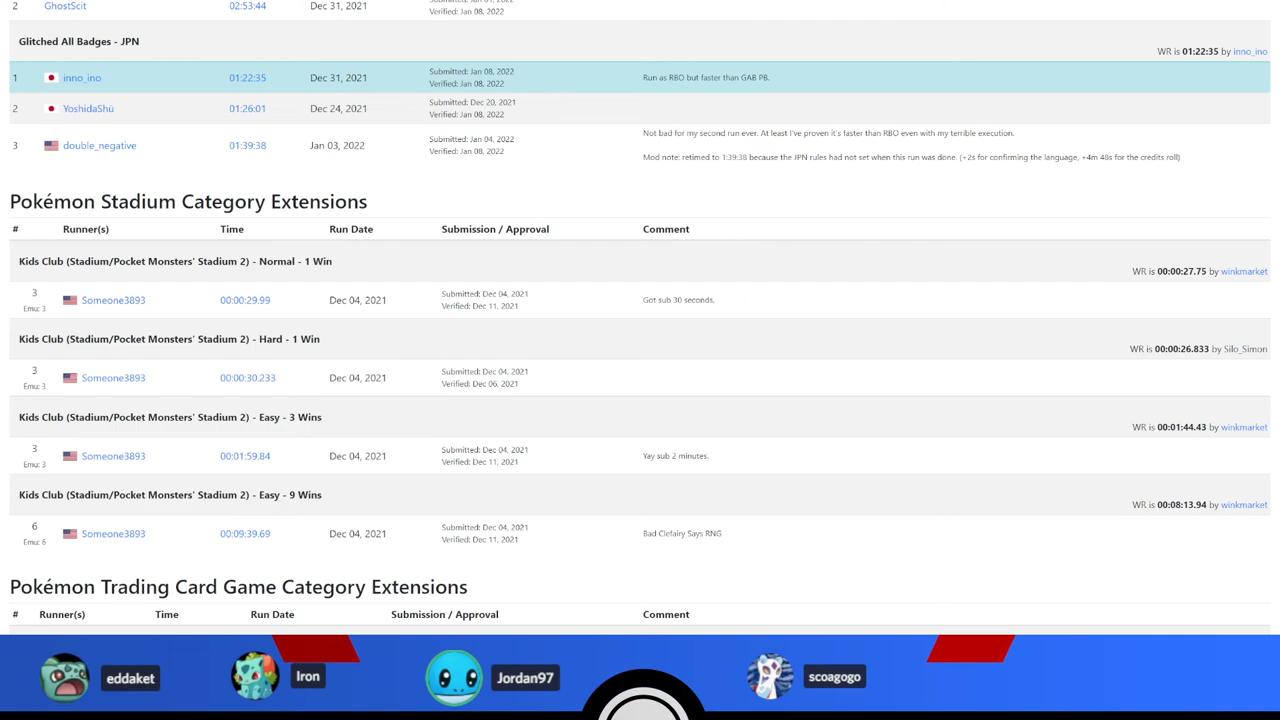 2 GhostScit 02:53:44 Dec 31, 2021
Verified: Jan 08, 2022
Glitched All Badges - JPN
WR is 01:22:35 by inno_ino
1 inno_ino 01:22:35 Dec 31, 2021 Submitted: Jan 08, 2022 Run as RBO but faster than GAB PB.
Verified: Jan 08, 2022
2 YoshidaShū 01:26:01 Dec 24, 2021 Submitted: Dec 20, 2021
Verified: Jan 08, 2022
Not bad for my second run ever. At least I've proven it's faster than RBO even with my terrible execution.
3 double_negative 01:39:38 Jan 03, 2022 Submitted: Jan 04, 2022
Verified: Jan 08, 2022
Mod note: retimed to 1:39:38 because the JPN rules had not set when this run was done. (+2s for confirming the language, +4m 48s for the credits roll)
Pokémon Stadium Category Extensions
# Runner(s) Time Run Date Submission / Approval Comment
Kids Club (Stadium/Pocket Monsters' Stadium 2) - Normal - 1 Win
WR is 00:00:27.75 by winkmarket
3 Someone3893 00:00:29.99 Dec 04, 2021 Submitted: Dec 04, 2021 Got sub 30 seconds.
Emu: 3 Verified: Dec 11, 2021
Kids Club (Stadium/Pocket Monsters' Stadium 2) - Hard - 1 Win
WR is 00:00:26.833 by Silo_Simon
3 Someone3893 00:00:30.233 Dec 04, 2021 Submitted: Dec 04, 2021
Emu: 3 Verified: Dec 06, 2021
Kids Club (Stadium/Pocket Monsters' Stadium 2) - Easy - 3 Wins
WR is 00:01:44.43 by winkmarket
3 Someone3893 00:01:59.84 Dec 04, 2021 Submitted: Dec 04, 2021 Yay sub 2 minutes.
Emu: 3 Verified: Dec 11, 2021
Kids Club (Stadium/Pocket Monsters' Stadium 2) - Easy - 9 Wins
WR is 00:08:13.94 by winkmarket
6 Someone3893 00:09:39.69 Dec 04, 2021 Submitted: Dec 04, 2021 Bad Clefairy Says RNG
Emu: 6 Verified: Dec 11, 2021
Pokémon Trading Card Game Category Extensions
# Runner(s) Time Run Date Submission / Approval Comment
eddaket Iron Jordan97 scoagogo